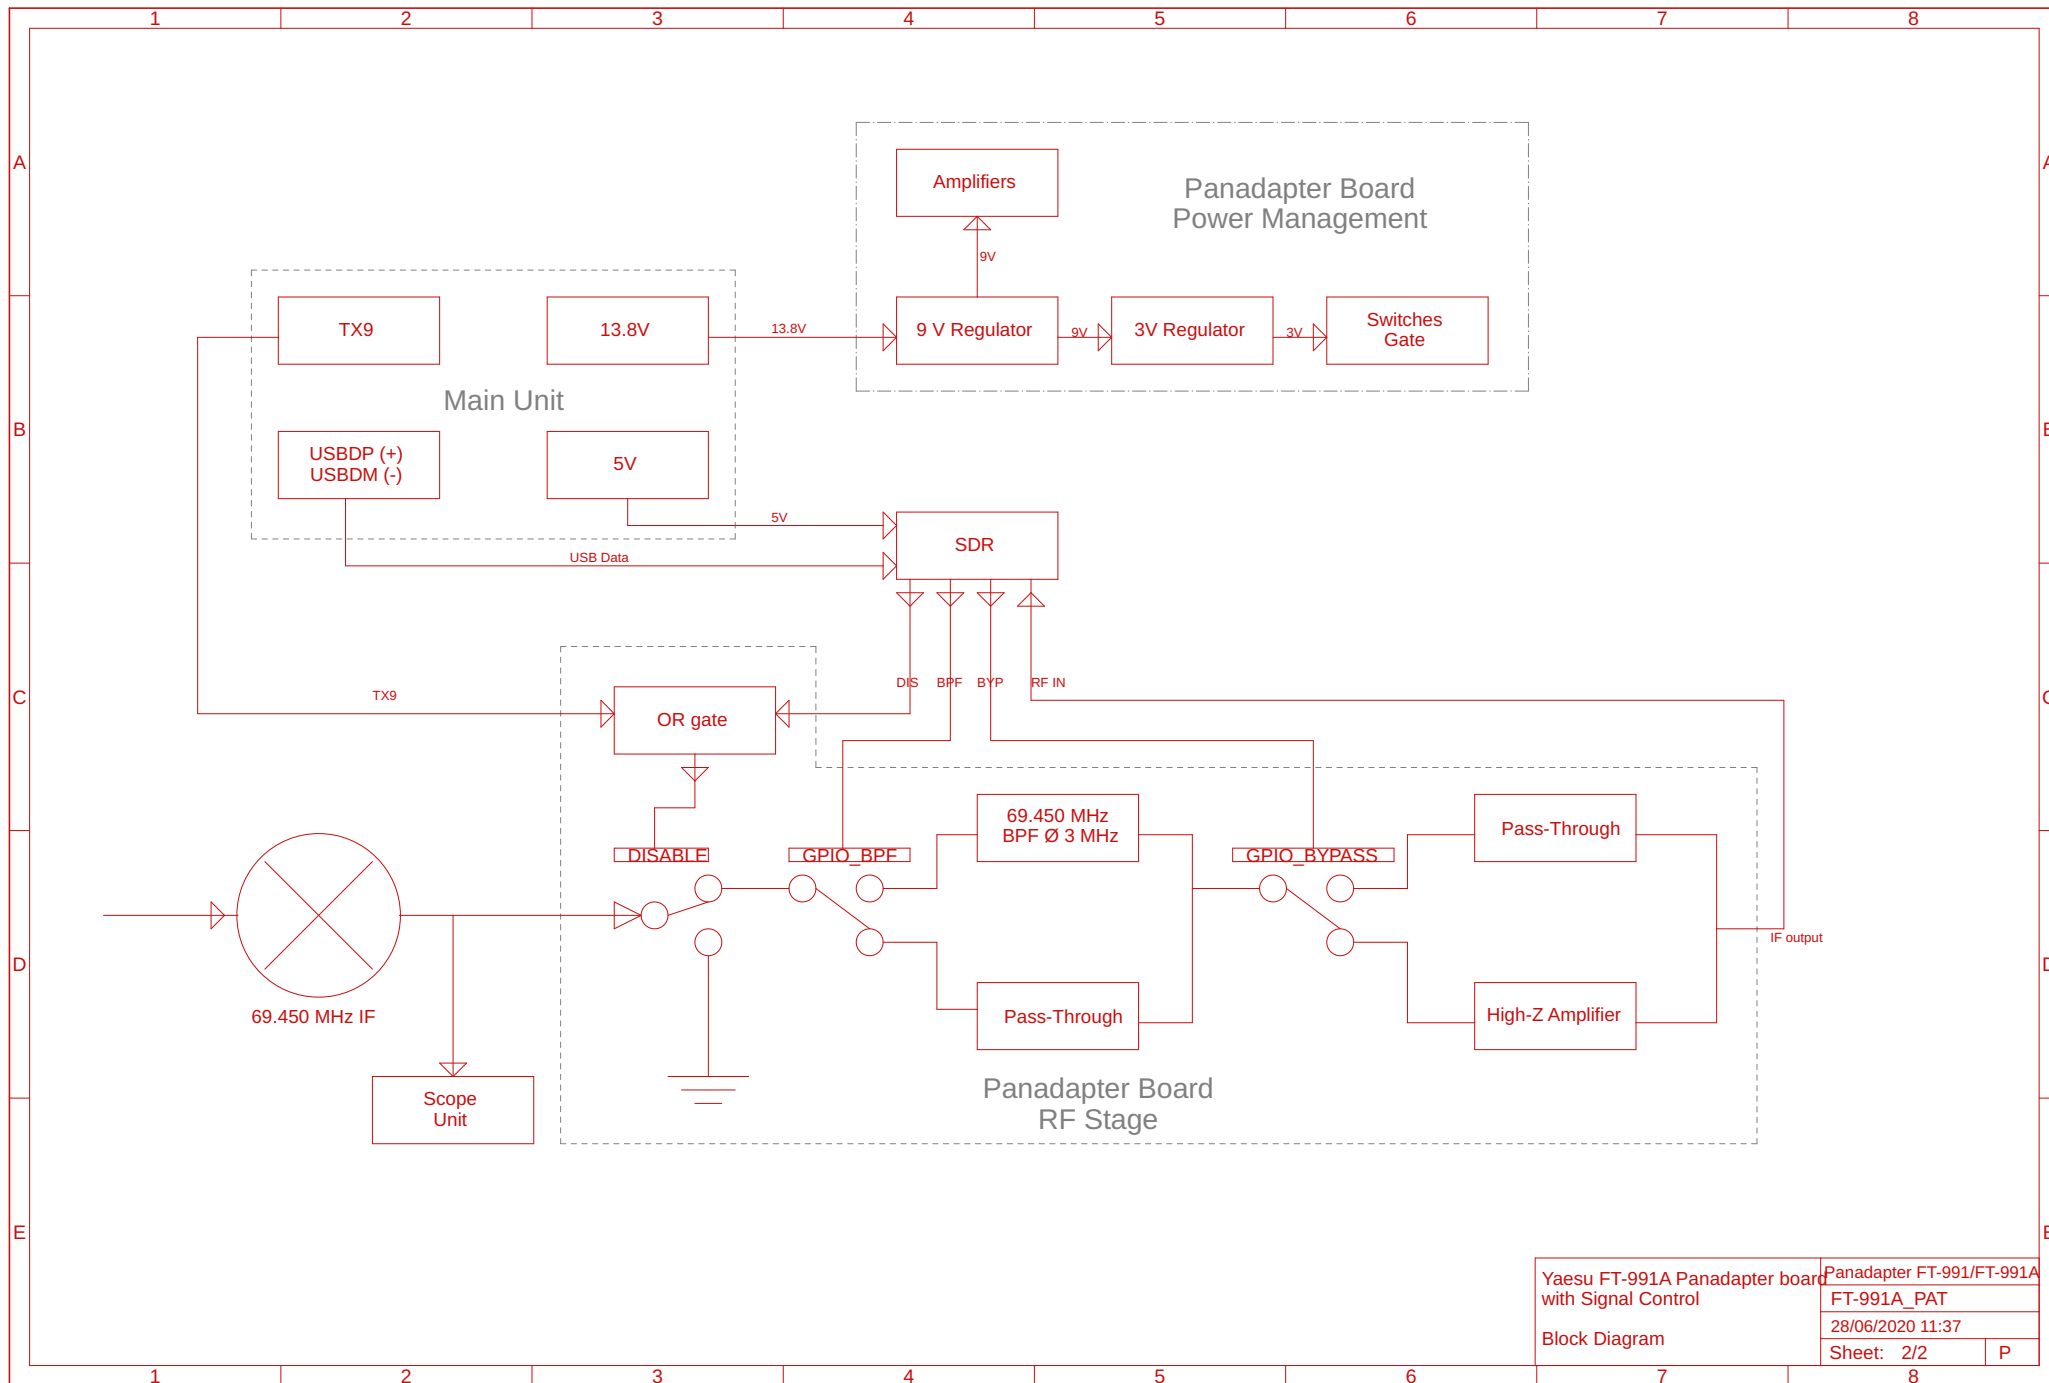 1 2 3 4 5 6 7 8
A
A
Amplifiers
Panadapter Board
Power Management
9V
TX9
13.8V
13.8V
9 V Regulator
9V
3V Regulator
3V
Switches
Gate
Main Unit
B
USBDP (+)
USBDM (-)
5V
5V
SDR
USB Data
C
TX9
OR gate
DIS
BPF
BYP
RF IN
69.450 MHz
BPF Ø 3 MHz
Pass-Through
DISABLE
GPIO_BPF
GPIO_BYPASS
IF output
D
69.450 MHz IF
Pass-Through
High-Z Amplifier
Scope
Unit
Panadapter Board
RF Stage
E
Yaesu FT-991A Panadapter board
with Signal Control
Block Diagram
Panadapter FT-991/FT-991A
FT-991A_PAT
28/06/2020 11:37
Sheet: 2/2
P
1 2 3 4 5 6 7 8